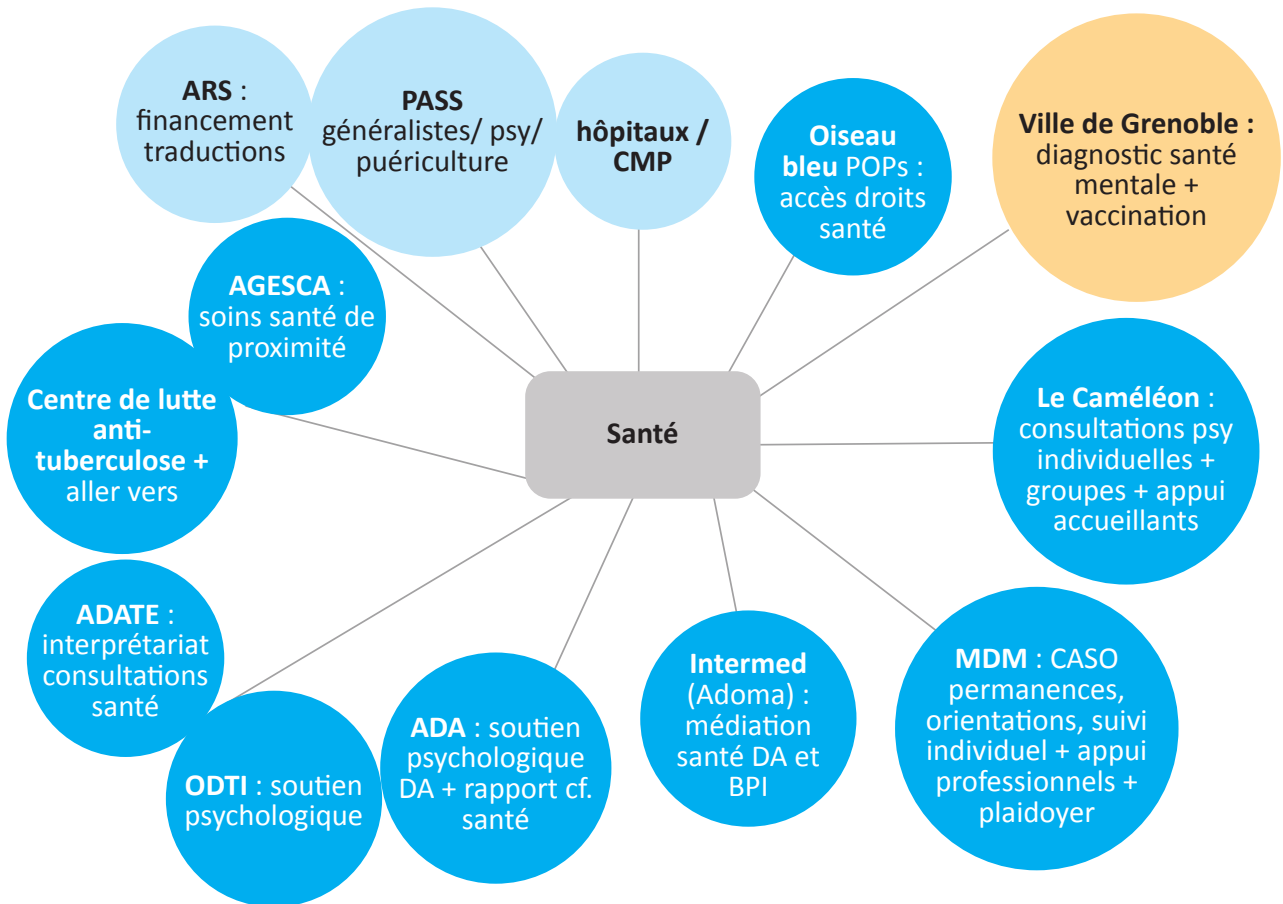 ARS :
financement
traductions
PASS
généralistes/ psy/
puériculture
hôpitaux /
CMP
Oiseau
bleu POPs :
accès droits
santé
Ville de Grenoble :
diagnostic santé
mentale +
vaccination
AGESCA :
soins santé de
proximité
Centre de lutte
anti-
tuberculose +
aller vers
Santé
Le Caméléon :
consultations psy
individuelles +
groupes + appui
accueillants
ADATE :
interprétariat
consultations
santé
ODTI : soutien
psychologique
ADA : soutien
psychologique
DA + rapport cf.
santé
Intermed
(Adoma) :
médiation
santé DA et
BPI
MDM : CASO
permanences,
orientations, suivi
individuel + appui
professionnels +
plaidoyer